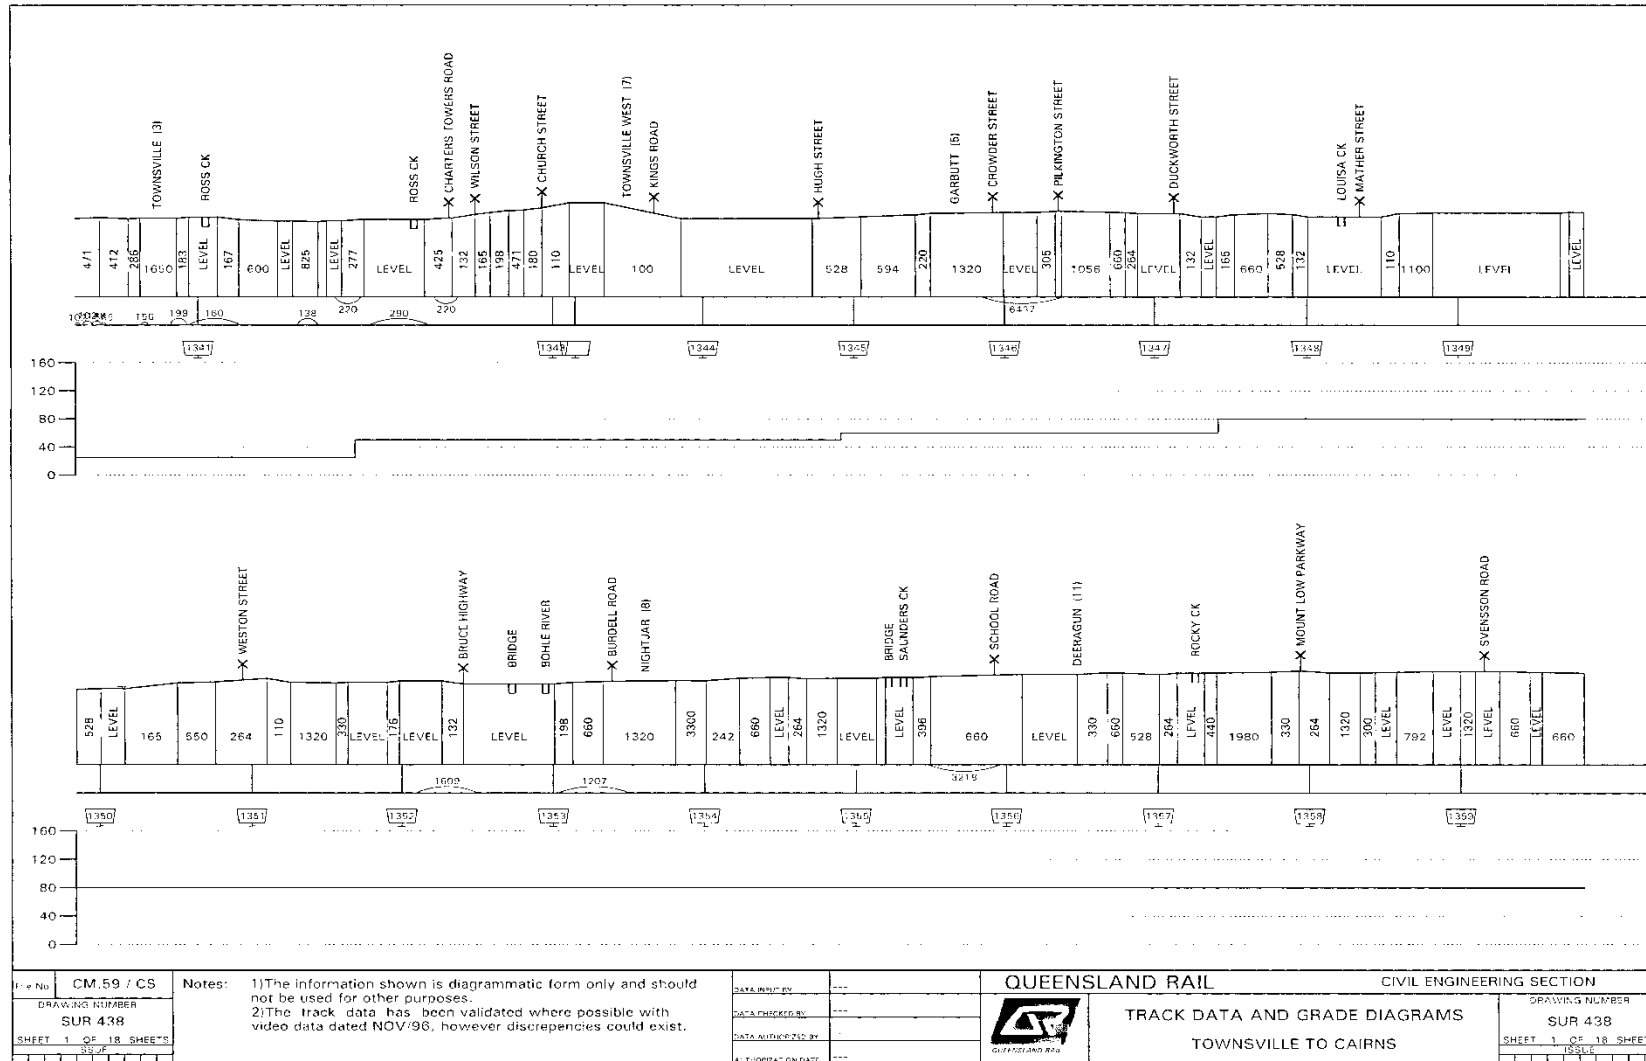 TOWNSVILLE (3)
ROSS CK
ROSS CK
CHARTERS TOWERS ROAD
WILSON STREET
CHURCH STREET
TOWNSVILLE WEST (7)
KINGS ROAD
HUGH STREET
GARBUTT (5)
CROWDER STREET
PILKINGTON STREET
DUCKWORTH STREET
LOUISA CK
MATHER STREET
471 412 286 1650 183 LEVEL 167 600 LEVEL 825 LEVEL 277 LEVEL 425 132 165 198 471 180 110 LEVEL 100 LEVEL 528 594 220 1320 LEVEL 305 1056 660 264 LEVEL 132 LEVEL 165 660 528 132 LEVEL 110 1100 LEVEL LEVEL
199 160 138 220 290 220
1341 1344 1345 1346 1347 1348 1349
160
120
80
40
0
WESTON STREET
BRUCE HIGHWAY
BRIDGE
BOHLE RIVER
BURDELL ROAD
NIGHTJAR (8)
BRIDGE
SAUNDERS CK
SCHOOL ROAD
DEERAGUN (11)
ROCKY CK
MOUNT LOW PARKWAY
SVENSSON ROAD
528 LEVEL 165 550 264 110 1320 330 LEVEL 176 LEVEL 132 LEVEL 198 660 1320 3300 242 660 LEVEL 264 1320 LEVEL LEVEL 396 660 LEVEL 330 660 528 264 LEVEL 440 1980 330 264 1320 300 LEVEL 792 LEVEL 1320 LEVEL 660 LEVEL 660
1609 1207 3219
1350 1351 1352 1353 1354 1355 1356 1357 1358 1359
160
120
80
40
0
File No CM.59 / CS
DRAWING NUMBER
SUR 438
SHEET 1 OF 18 SHEETS
ISSUE
Notes: 1)The information shown is diagrammatic form only and should
not be used for other purposes.
2)The track data has been validated where possible with
video data dated NOV/96, however discrepencies could exist.
DATA INPUT BY ---
DATA CHECKED BY ---
DATA AUTHORIZED BY
AUTHORIZATION DATE ---
QUEENSLAND RAIL CIVIL ENGINEERING SECTION
QR
QUEENSLAND RAIL
TRACK DATA AND GRADE DIAGRAMS
TOWNSVILLE TO CAIRNS
DRAWING NUMBER
SUR 438
SHEET 1 OF 18 SHEE
ISSUE